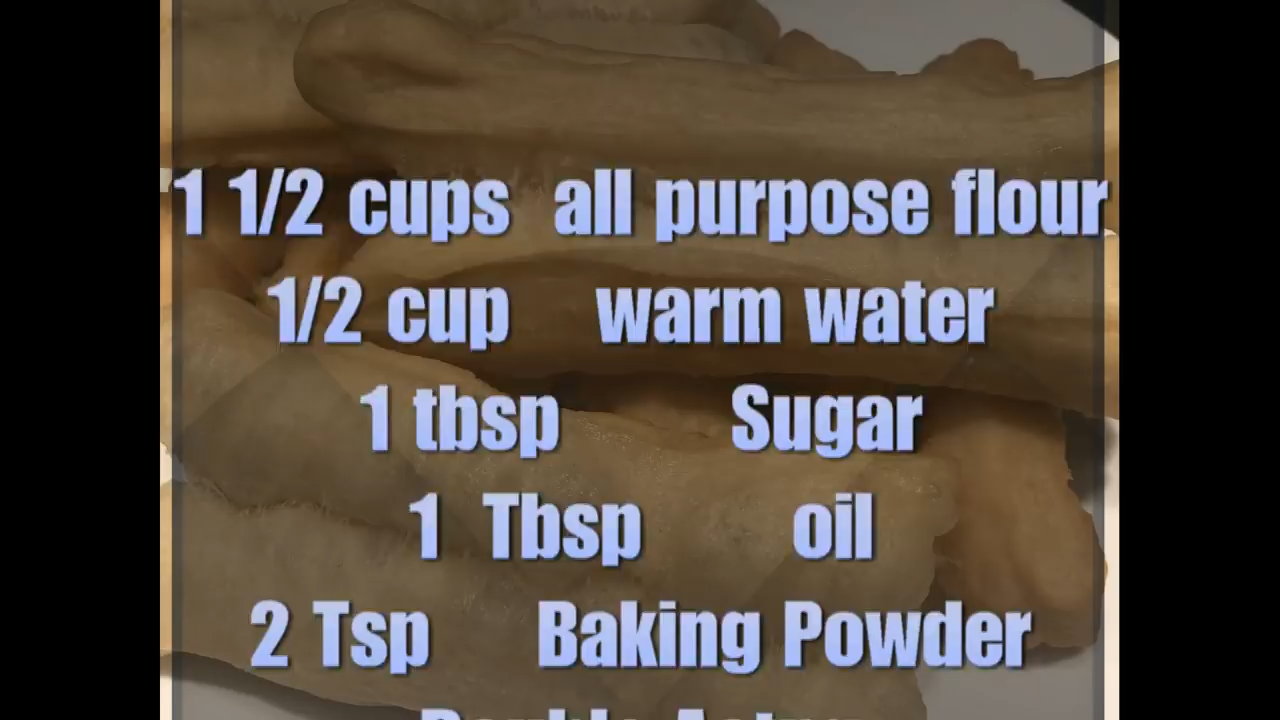 1 1/2 cups all purpose flour
1/2 cup warm water
1 tbsp Sugar
1 Tbsp oil
2 Tsp Baking Powder